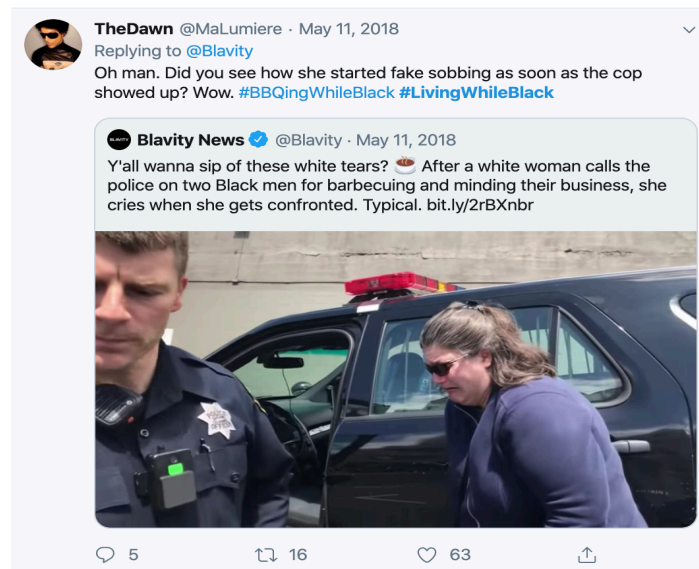 TheDawn @MaLumiere · May 11, 2018
Replying to @Blavity
Oh man. Did you see how she started fake sobbing as soon as the cop
showed up? Wow. #BBQingWhileBlack #LivingWhileBlack
BLAVITY Blavity News @Blavity · May 11, 2018
Y'all wanna sip of these white tears? ☕ After a white woman calls the
police on two Black men for barbecuing and minding their business, she
cries when she gets confronted. Typical. bit.ly/2rBXnbr
POLICE
OFFICER
5 16 63